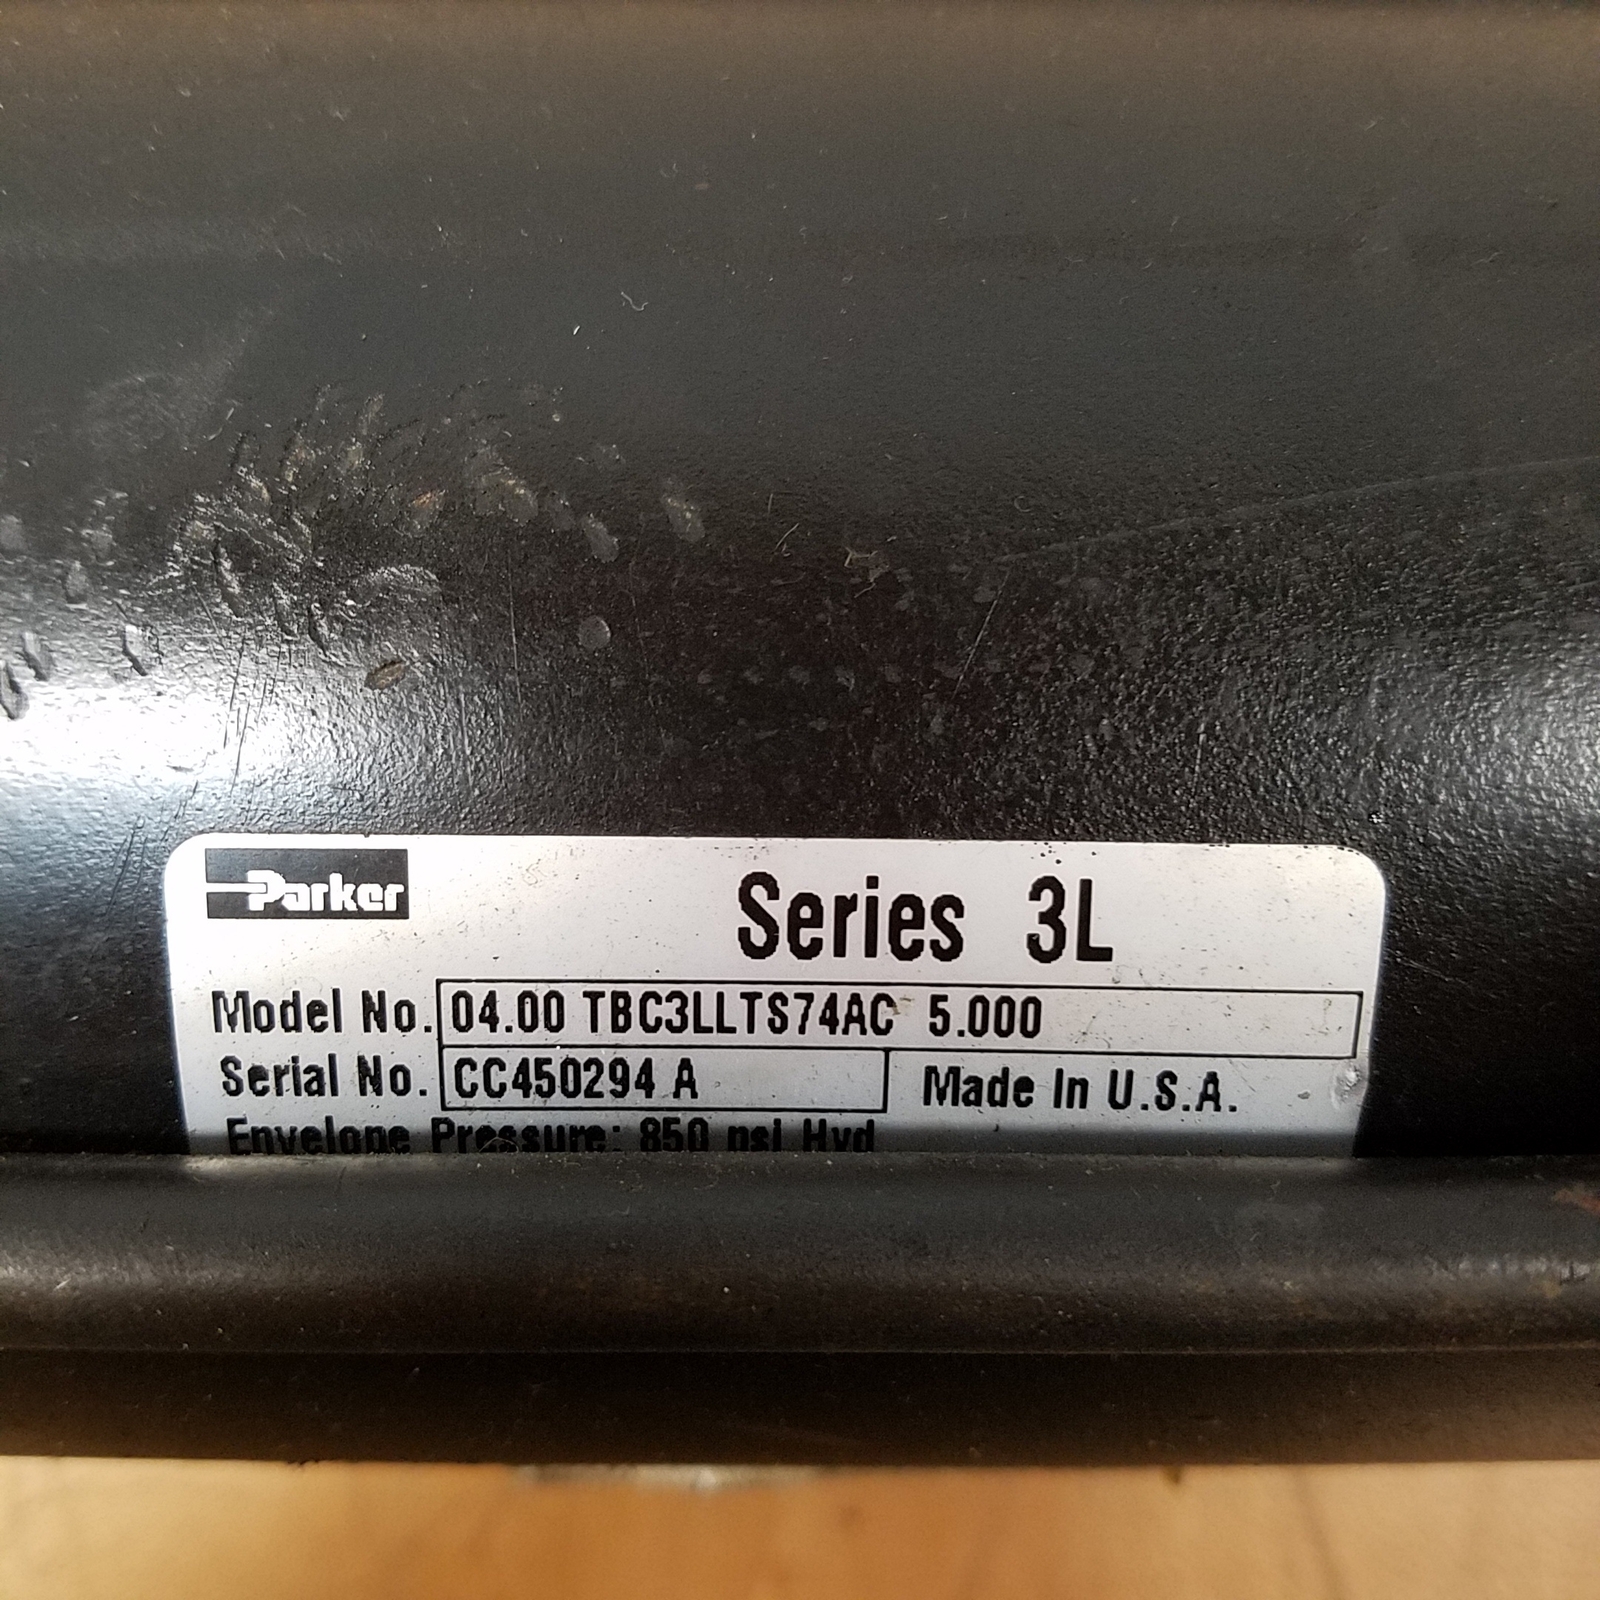 Parker
Series 3L
Model No. 04.00 TBC3LLTS74AC 5.000
Serial No. CC450294 A
Made In U.S.A.
Envelope Pressure: 850 psi Hyd